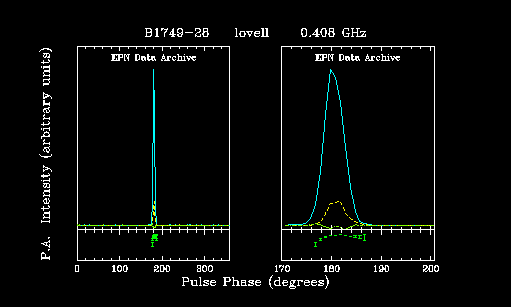 B1749-28 lovell 0.408 GHz
EPN Data Archive EPN Data Archive
P.A. Intensity (arbitrary units)
0 100 200 300 170 180 190 200
Pulse Phase (degrees)